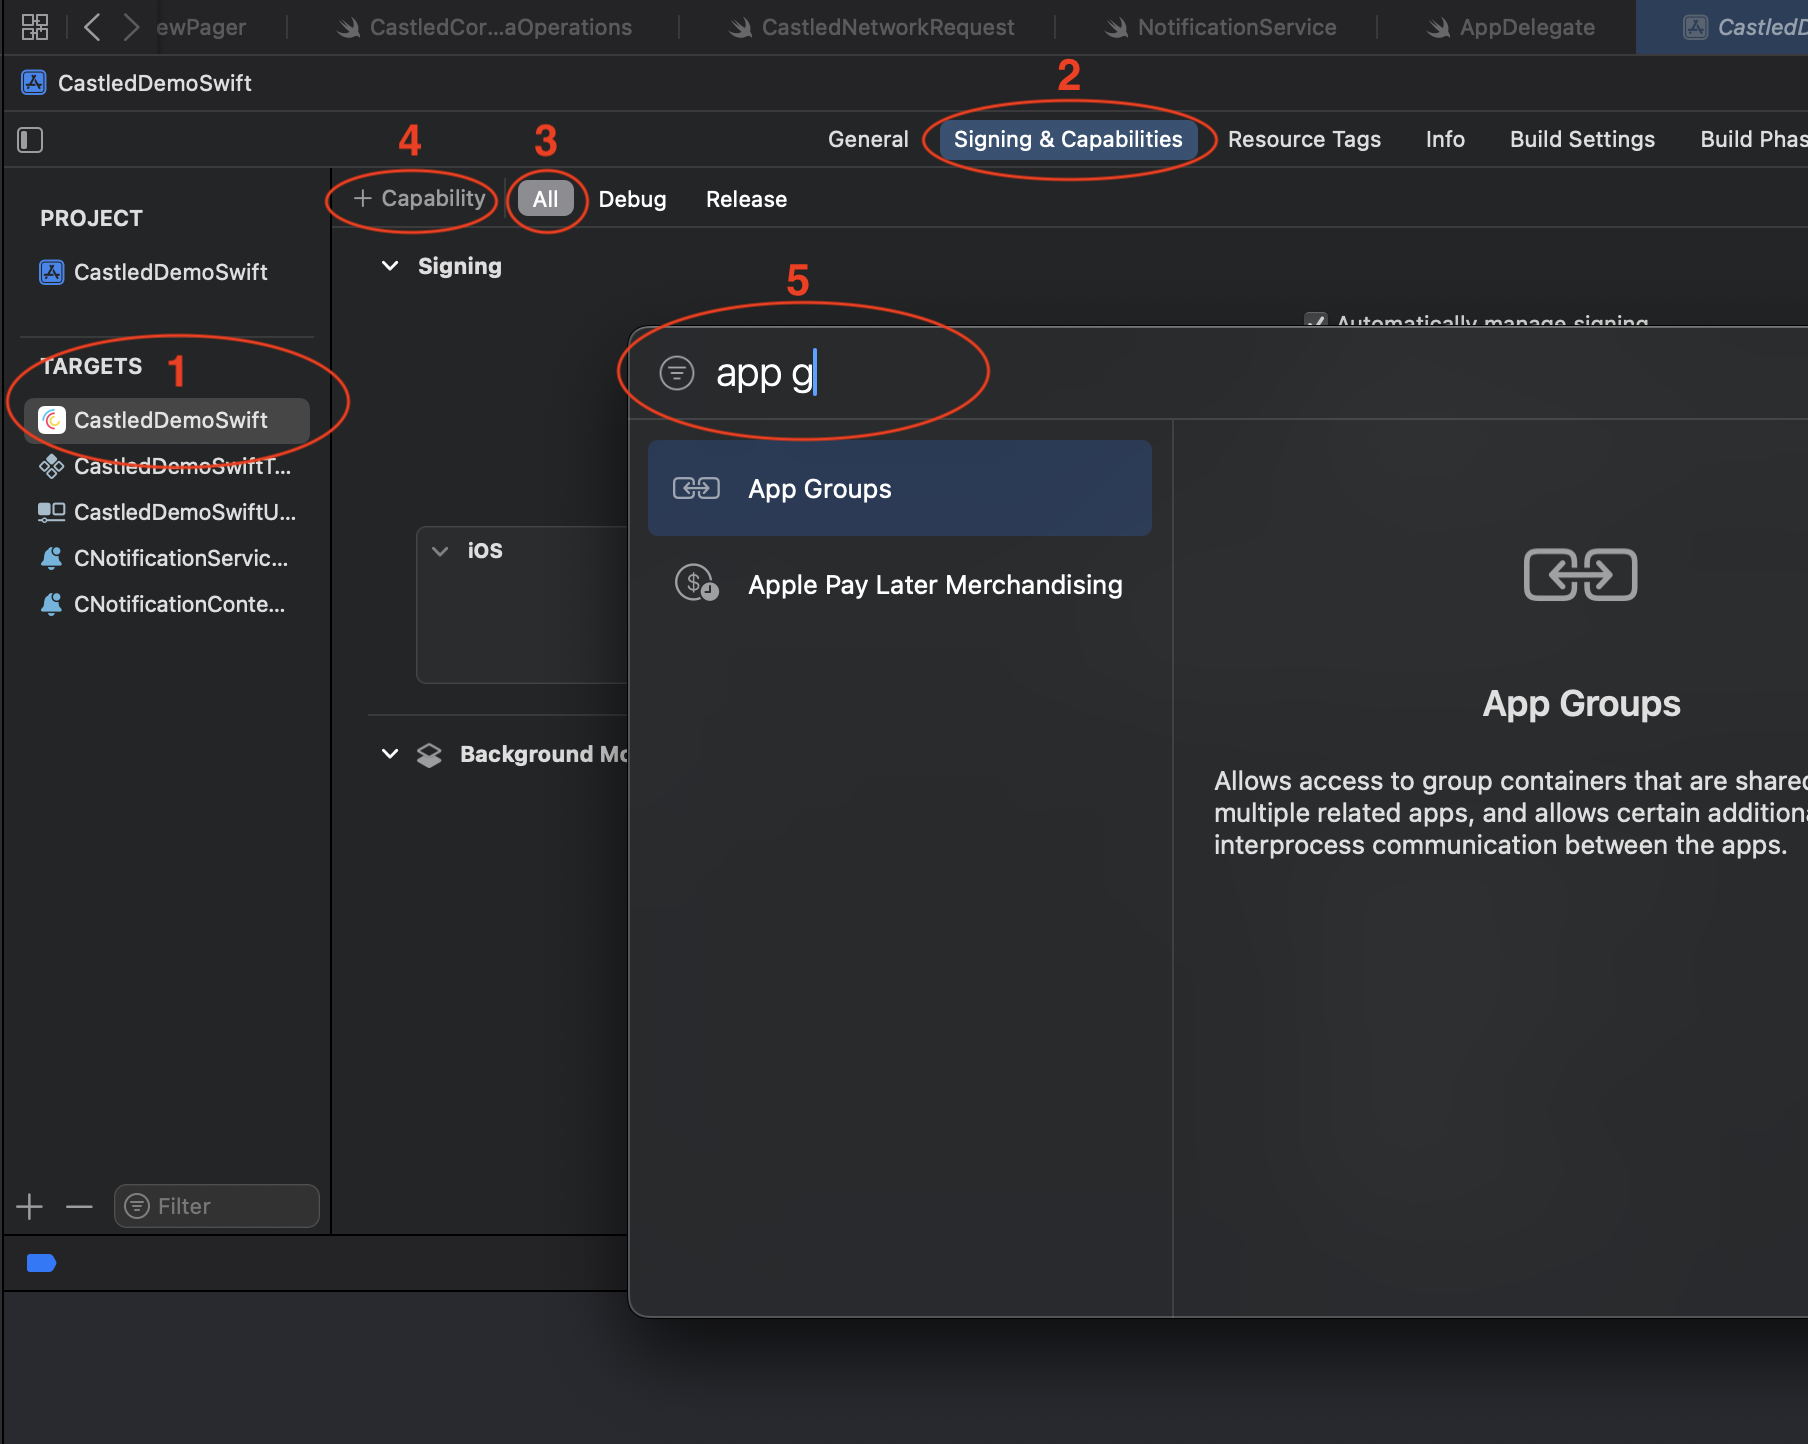 ewPager
CastledCor...aOperations
CastledNetworkRequest
NotificationService
AppDelegate
CastledD
CastledDemoSwift
2
4
3
General
Signing & Capabilities
Resource Tags
Info
Build Settings
Build Phas
+ Capability
All
Debug
Release
PROJECT
CastledDemoSwift
Signing
5
Automatically manage signing
TARGETS
1
CastledDemoSwift
CastledDemoSwiftT...
CastledDemoSwiftU...
CNotificationServic...
CNotificationConte...
app g
App Groups
Apple Pay Later Merchandising
iOS
Background Mo
App Groups
Allows access to group containers that are shared
multiple related apps, and allows certain additiona
interprocess communication between the apps.
Filter